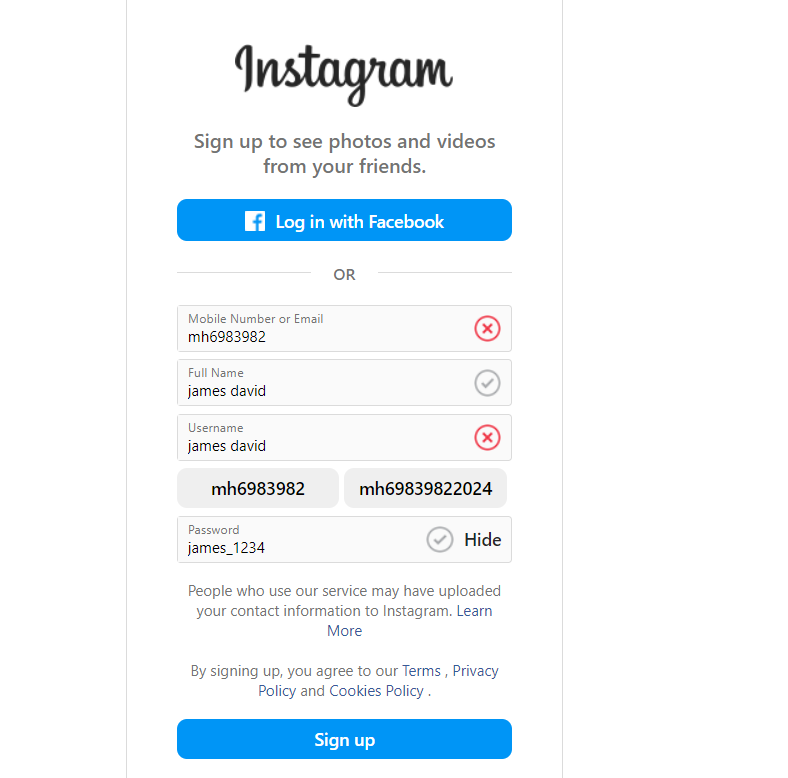 Instagram
Sign up to see photos and videos
from your friends.
Log in with Facebook
OR
Mobile Number or Email
mh6983982
Full Name
james david
Username
james david
mh6983982 mh69839822024
Password
james_1234 Hide
People who use our service may have uploaded
your contact information to Instagram. Learn
More
By signing up, you agree to our Terms , Privacy
Policy and Cookies Policy .
Sign up